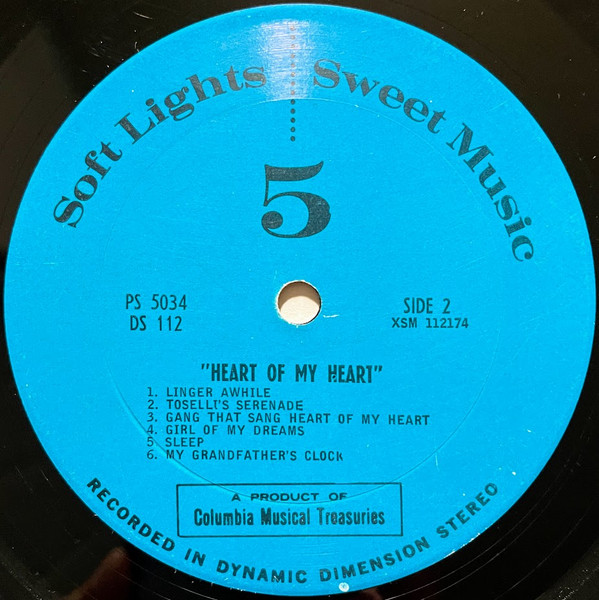 Soft Lights Sweet Music
5
PS 5034
DS 112
SIDE 2
XSM 112174
"HEART OF MY HEART"
1. LINGER AWHILE
2. TOSELLI'S SERENADE
3. GANG THAT SANG HEART OF MY HEART
4. GIRL OF MY DREAMS
5 SLEEP
6. MY GRANDFATHER'S CLOCK
A PRODUCT OF
Columbia Musical Treasuries
RECORDED IN DYNAMIC DIMENSION STEREO